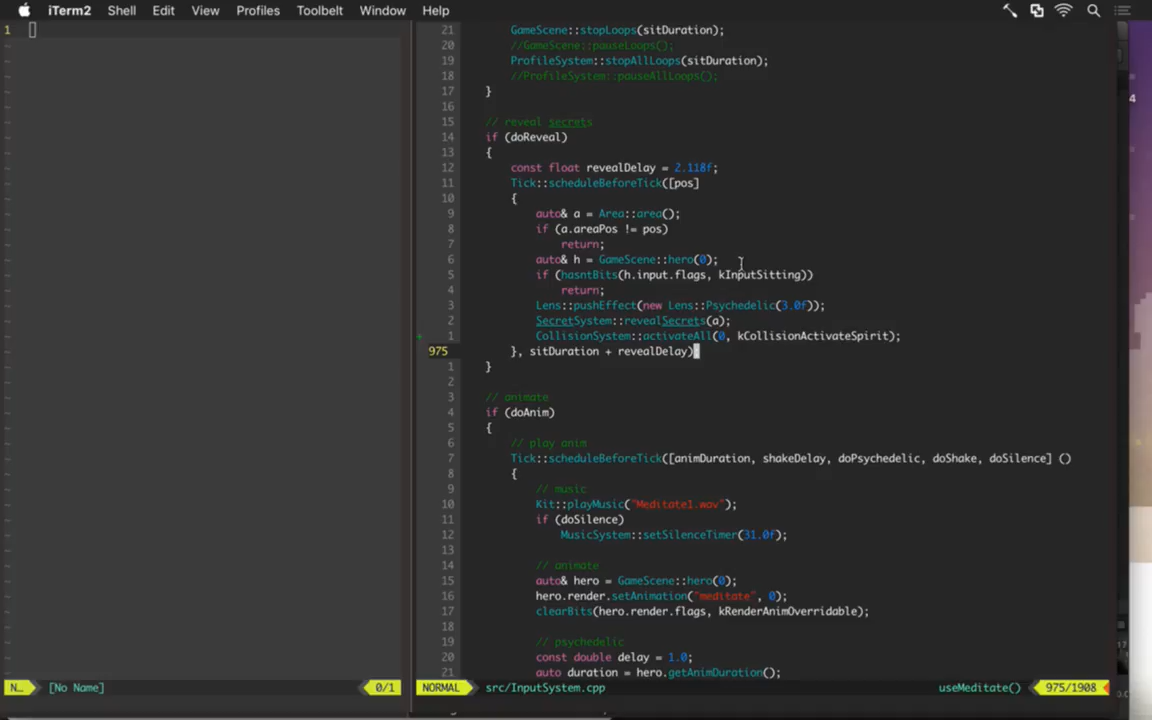 iTerm2 Shell Edit View Profiles Toolbelt Window Help
1
21 GameScene::stopLoops(sitDuration);
20 //GameScene::pauseLoops();
19 ProfileSystem::stopAllLoops(sitDuration);
18 //ProfileSystem::pauseAllLoops();
17 }
16
15 // reveal secrets
14 if (doReveal)
13 {
12 const float revealDelay = 2.118f;
11 Tick::scheduleBeforeTick([pos]
10 {
9 auto& a = Area::area();
8 if (a.areaPos != pos)
7 return;
6 auto& h = GameScene::hero(0);
5 if (hasntBits(h.input.flags, kInputSitting))
4 return;
3 Lens::pushEffect(new Lens::Psychedelic(3.0f));
2 SecretSystem::revealSecrets(a);
+ 1 CollisionSystem::activateAll(0, kCollisionActivateSpirit);
975 }, sitDuration + revealDelay)
1 }
2
3 // animate
4 if (doAnim)
5 {
6 // play anim
7 Tick::scheduleBeforeTick([animDuration, shakeDelay, doPsychedelic, doShake, doSilence] ()
8 {
9 // music
10 Kit::playMusic("Meditate1.wav");
11 if (doSilence)
12 MusicSystem::setSilenceTimer(31.0f);
13
14 // animate
15 auto& hero = GameScene::hero(0);
16 hero.render.setAnimation("meditate", 0);
17 clearBits(hero.render.flags, kRenderAnimOverridable);
18
19 // psychedelic
20 const double delay = 1.0;
21 auto duration = hero.getAnimDuration();
N… [No Name] 0/1 NORMAL src/InputSystem.cpp useMeditate() 975/1908
4